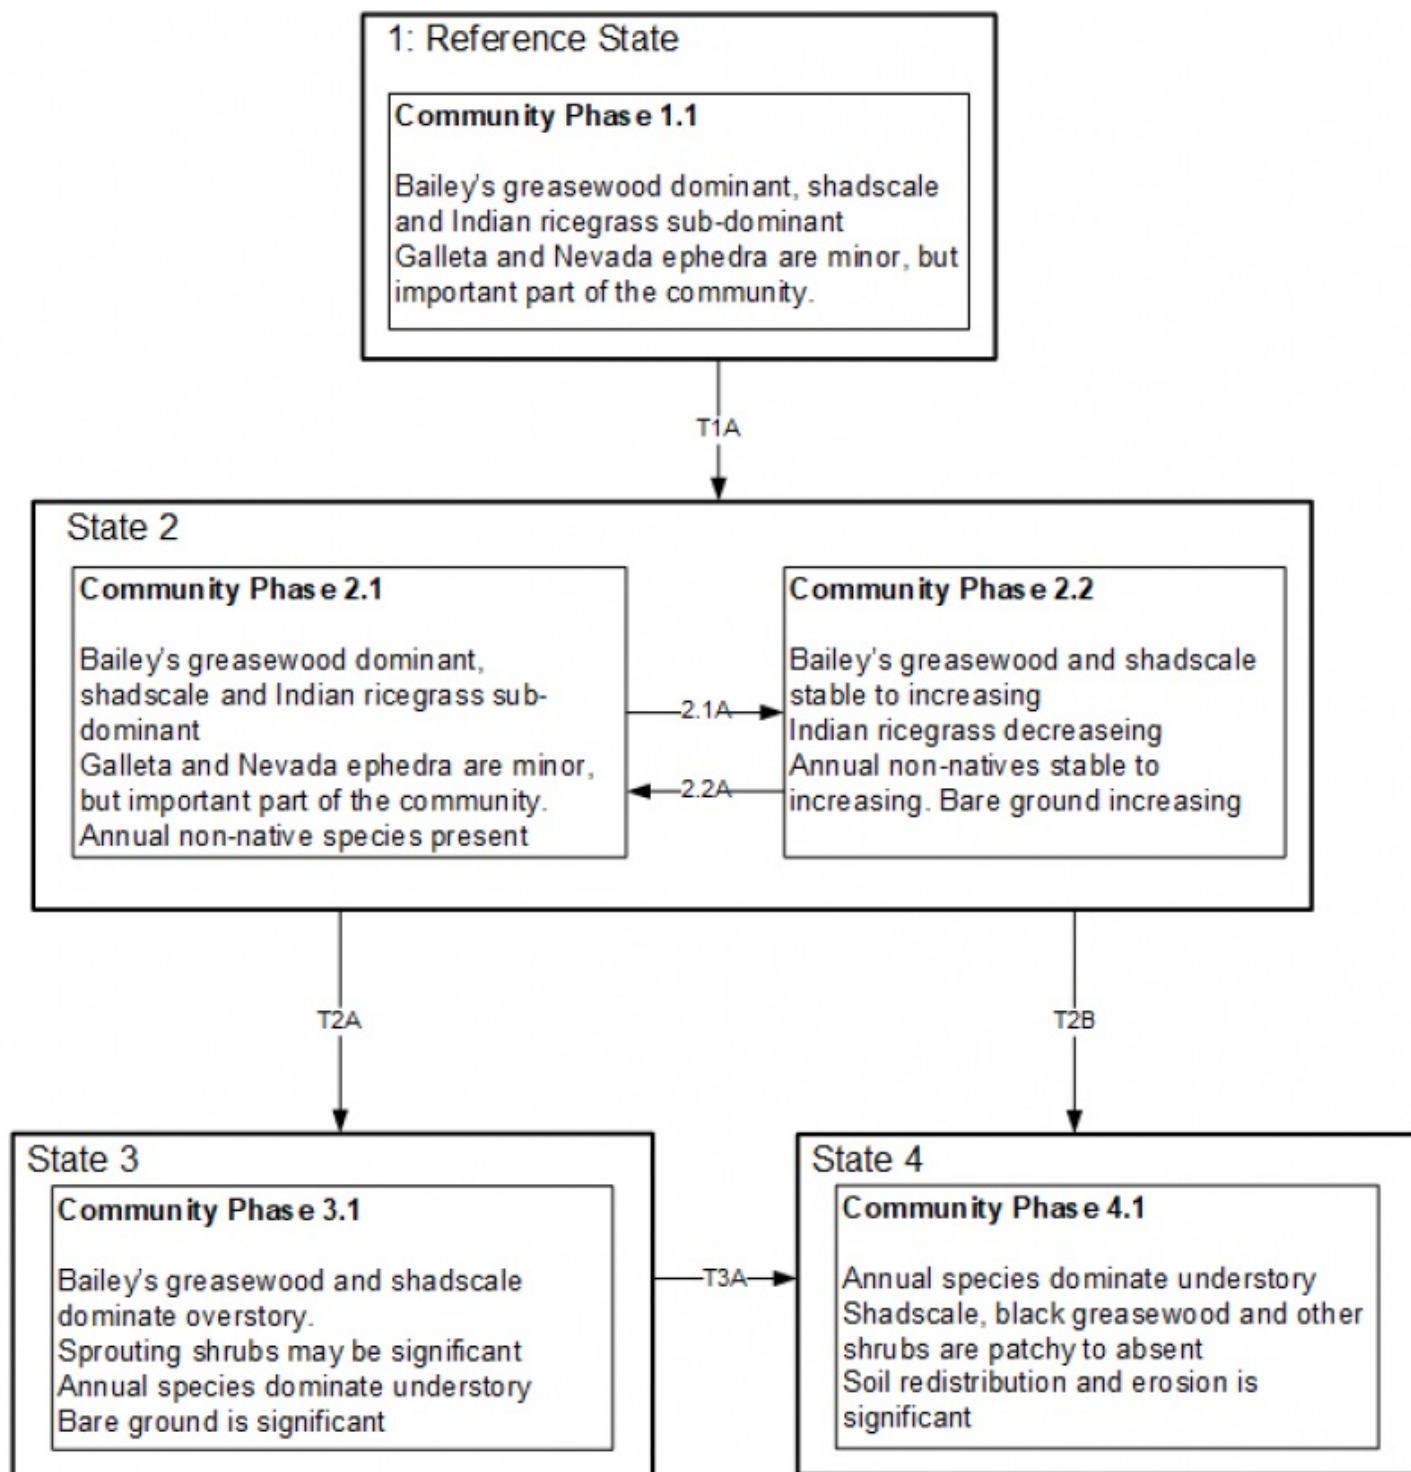 1: Reference State
Community Phase 1.1
Bailey's greasewood dominant, shadscale
and Indian ricegrass sub-dominant
Galleta and Nevada ephedra are minor, but
important part of the community.
T1A
State 2
Community Phase 2.1
Bailey's greasewood dominant,
shadscale and Indian ricegrass sub-
dominant
Galleta and Nevada ephedra are minor,
but important part of the community.
Annual non-native species present
2.1A
2.2A
Community Phase 2.2
Bailey's greasewood and shadscale
stable to increasing
Indian ricegrass decreaseing
Annual non-natives stable to
increasing. Bare ground increasing
T2A
T2B
State 3
Community Phase 3.1
Bailey's greasewood and shadscale
dominate overstory.
Sprouting shrubs may be significant
Annual species dominate understory
Bare ground is significant
T3A
State 4
Community Phase 4.1
Annual species dominate understory
Shadscale, black greasewood and other
shrubs are patchy to absent
Soil redistribution and erosion is
significant